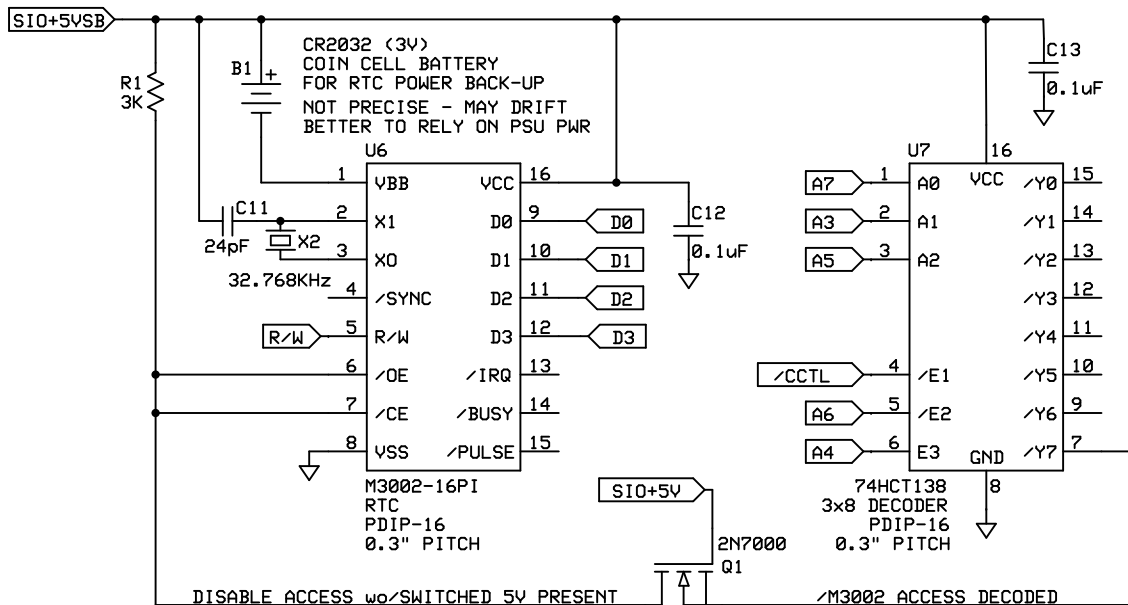 SIO+5VSB
CR2032 (3V)
COIN CELL BATTERY
FOR RTC POWER BACK-UP
NOT PRECISE - MAY DRIFT
BETTER TO RELY ON PSU PWR
B1
+
R1
3K
C13
0.1uF
U6
1
VBB
VCC
16
C11
24pF
2
X1
D0
9
D0
X2
32.768KHz
3
XO
D1
10
D1
C12
0.1uF
4
/SYNC
D2
11
D2
R/W
5
R/W
D3
12
D3
6
/OE
/IRQ
13
7
/CE
/BUSY
14
8
VSS
/PULSE
15
M3002-16PI
RTC
PDIP-16
0.3" PITCH
U7
16
VCC
A7
1
A0
/Y0
15
A3
2
A1
/Y1
14
A5
3
A2
/Y2
13
/Y3
12
/Y4
11
/CCTL
4
/E1
/Y5
10
A6
5
/E2
/Y6
9
A4
6
E3
/Y7
7
GND
8
74HCT138
3x8 DECODER
PDIP-16
0.3" PITCH
SIO+5V
2N7000
Q1
DISABLE ACCESS wo/SWITCHED 5V PRESENT
/M3002 ACCESS DECODED